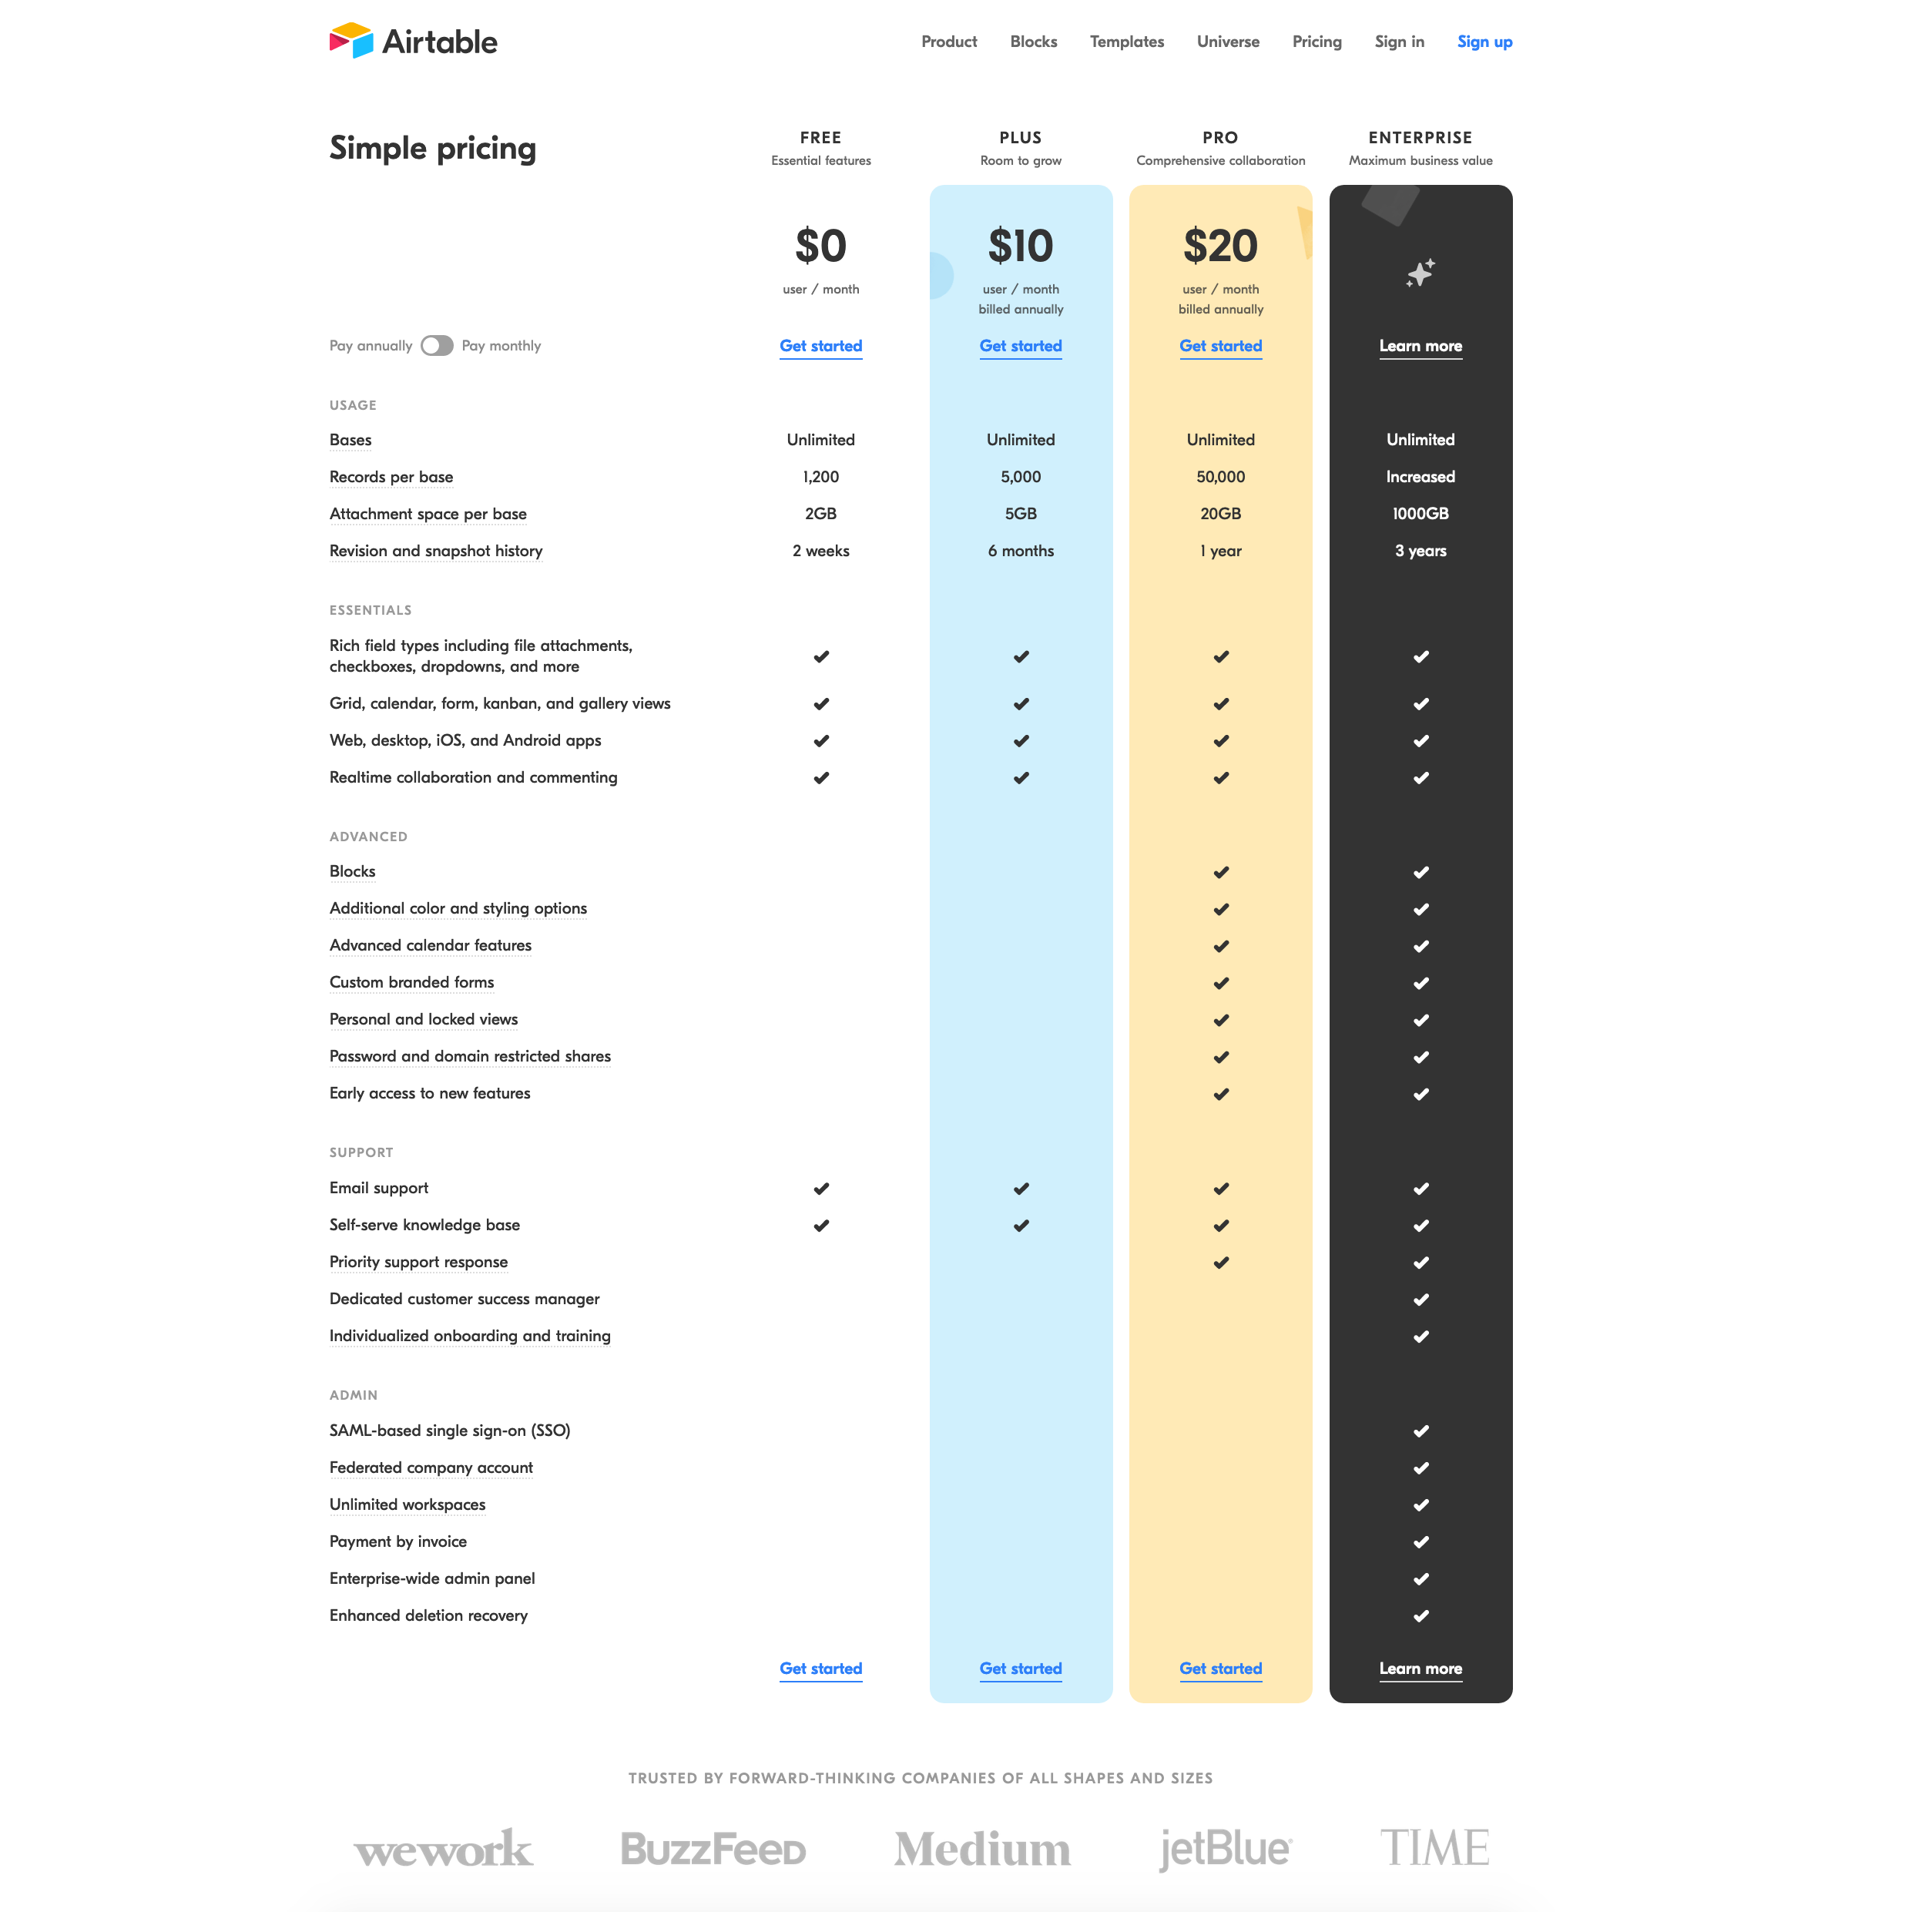 Airtable
Product Blocks Templates Universe Pricing Sign in Sign up
Simple pricing
FREE PLUS PRO ENTERPRISE
Essential features Room to grow Comprehensive collaboration Maximum business value
$0 $10 $20
user / month user / month user / month
billed annually billed annually
Pay annually Pay monthly Get started Get started Get started Learn more
USAGE
Bases Unlimited Unlimited Unlimited Unlimited
Records per base 1,200 5,000 50,000 Increased
Attachment space per base 2GB 5GB 20GB 1000GB
Revision and snapshot history 2 weeks 6 months 1 year 3 years
ESSENTIALS
Rich field types including file attachments,
checkboxes, dropdowns, and more
Grid, calendar, form, kanban, and gallery views
Web, desktop, iOS, and Android apps
Realtime collaboration and commenting
ADVANCED
Blocks
Additional color and styling options
Advanced calendar features
Custom branded forms
Personal and locked views
Password and domain restricted shares
Early access to new features
SUPPORT
Email support
Self-serve knowledge base
Priority support response
Dedicated customer success manager
Individualized onboarding and training
ADMIN
SAML-based single sign-on (SSO)
Federated company account
Unlimited workspaces
Payment by invoice
Enterprise-wide admin panel
Enhanced deletion recovery
Get started Get started Get started Learn more
TRUSTED BY FORWARD-THINKING COMPANIES OF ALL SHAPES AND SIZES
wework BuzzFeeD Medium jetBlue® TIME